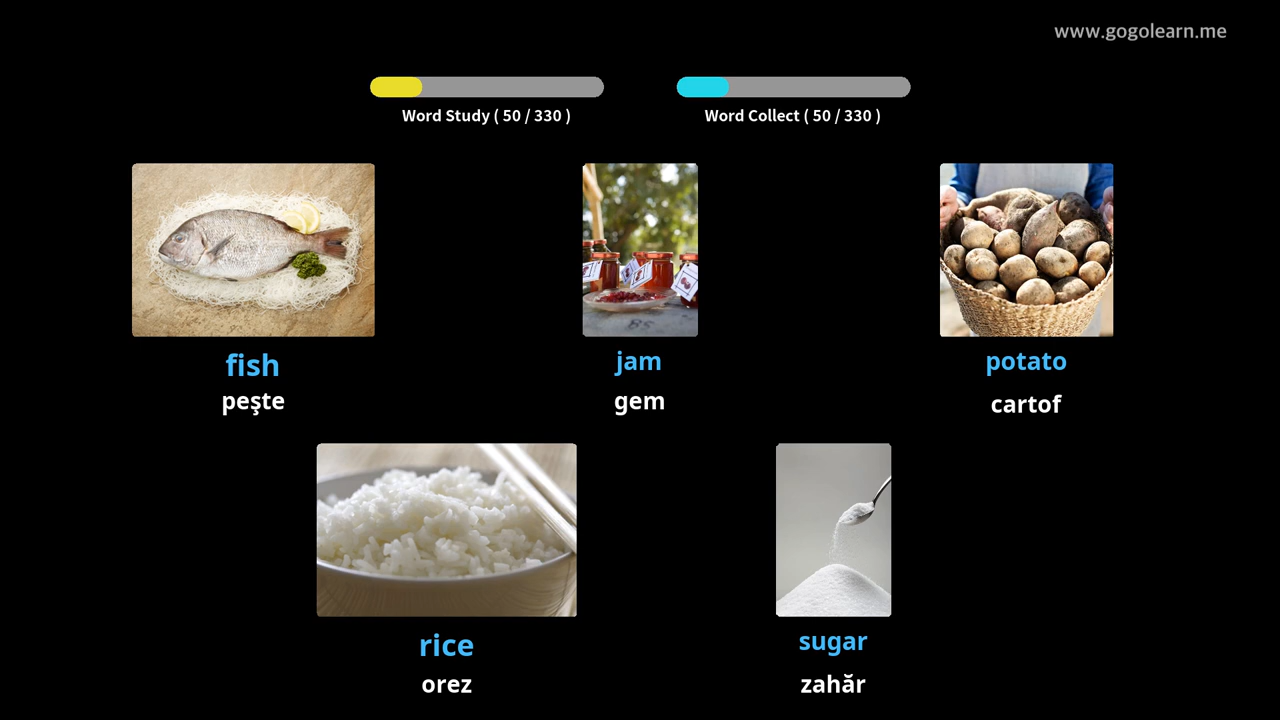 www.gogolearn.me
Word Study ( 50 / 330 )
Word Collect ( 50 / 330 )
fish
peşte
jam
gem
potato
cartof
rice
orez
sugar
zahăr